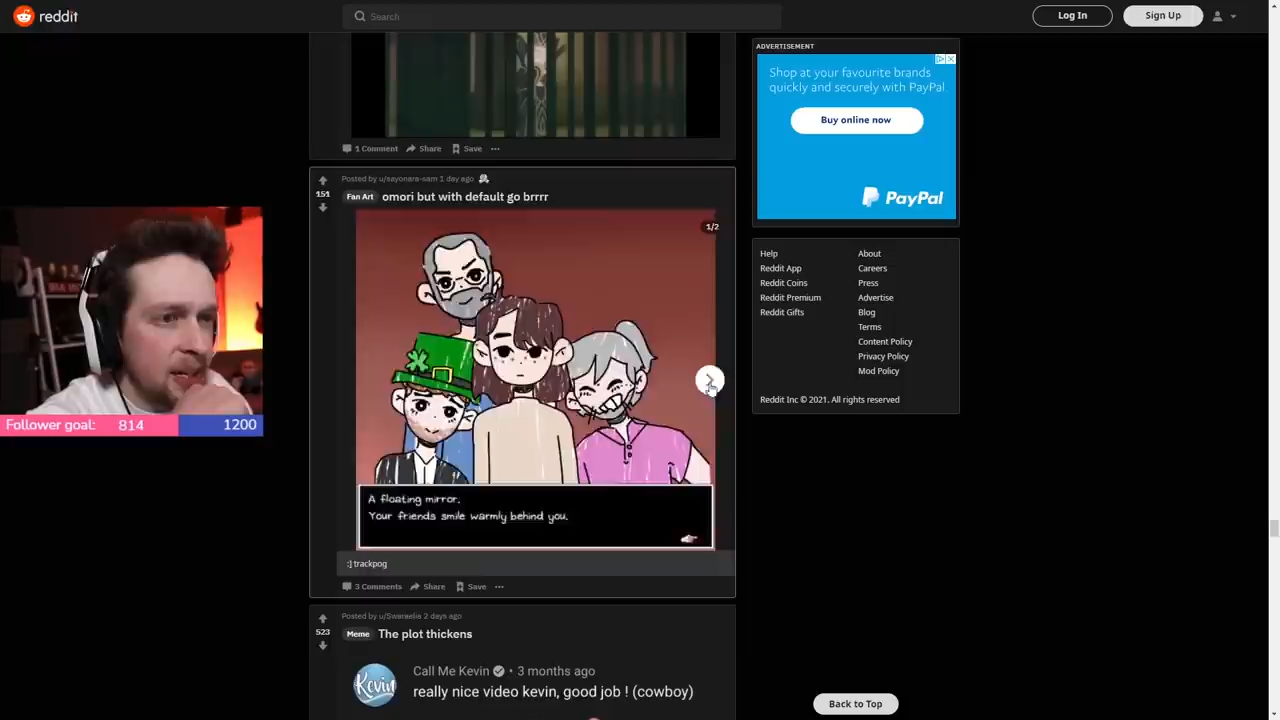 reddit
Search
Log In
Sign Up
ADVERTISEMENT
Shop at your favourite brands
quickly and securely with PayPal.
Buy online now
PayPal
1 Comment
Share
Save
Posted by u/sayonara-sam 1 day ago
151
Fan Art omori but with default go brrrr
1/2
A floating mirror.
Your friends smile warmly behind you.
:] trackpog
3 Comments
Share
Save
Posted by u/Swaraelia 2 days ago
523
Meme The plot thickens
Kevin
Call Me Kevin • 3 months ago
really nice video kevin, good job ! (cowboy)
Follower goal: 814 1200
Help
About
Reddit App
Careers
Reddit Coins
Press
Reddit Premium
Advertise
Reddit Gifts
Blog
Terms
Content Policy
Privacy Policy
Mod Policy
Reddit Inc © 2021. All rights reserved
Back to Top